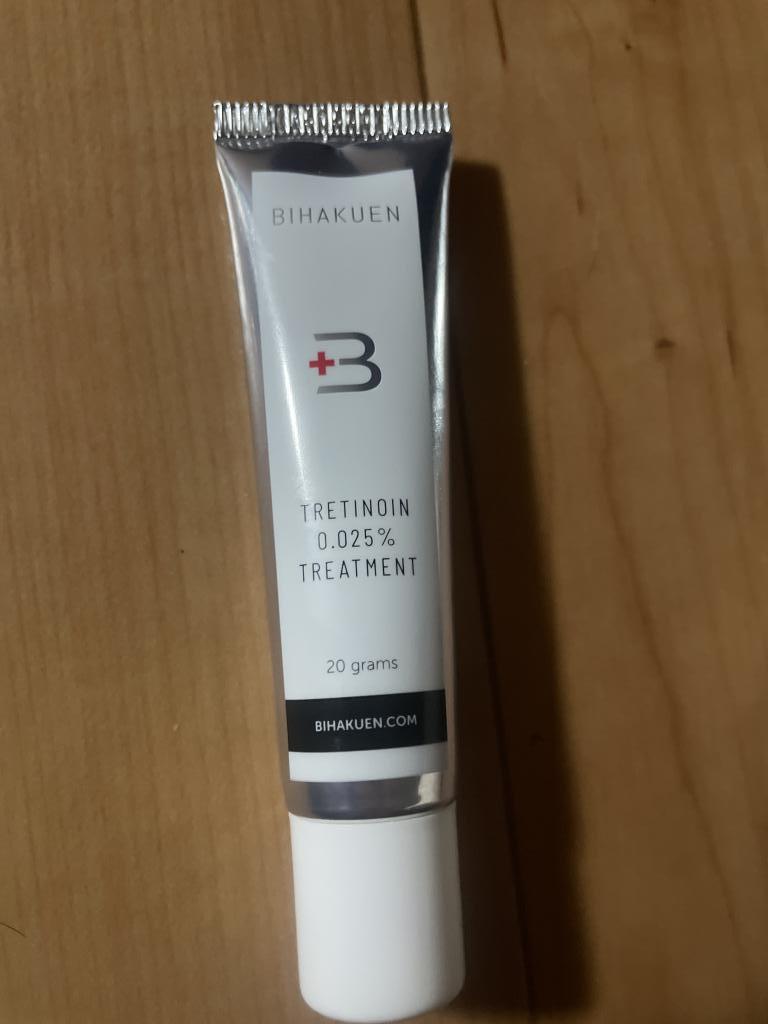 BIHAKUEN
B
TRETINOIN
0.025%
TREATMENT
20 grams
BIHAKUEN.COM